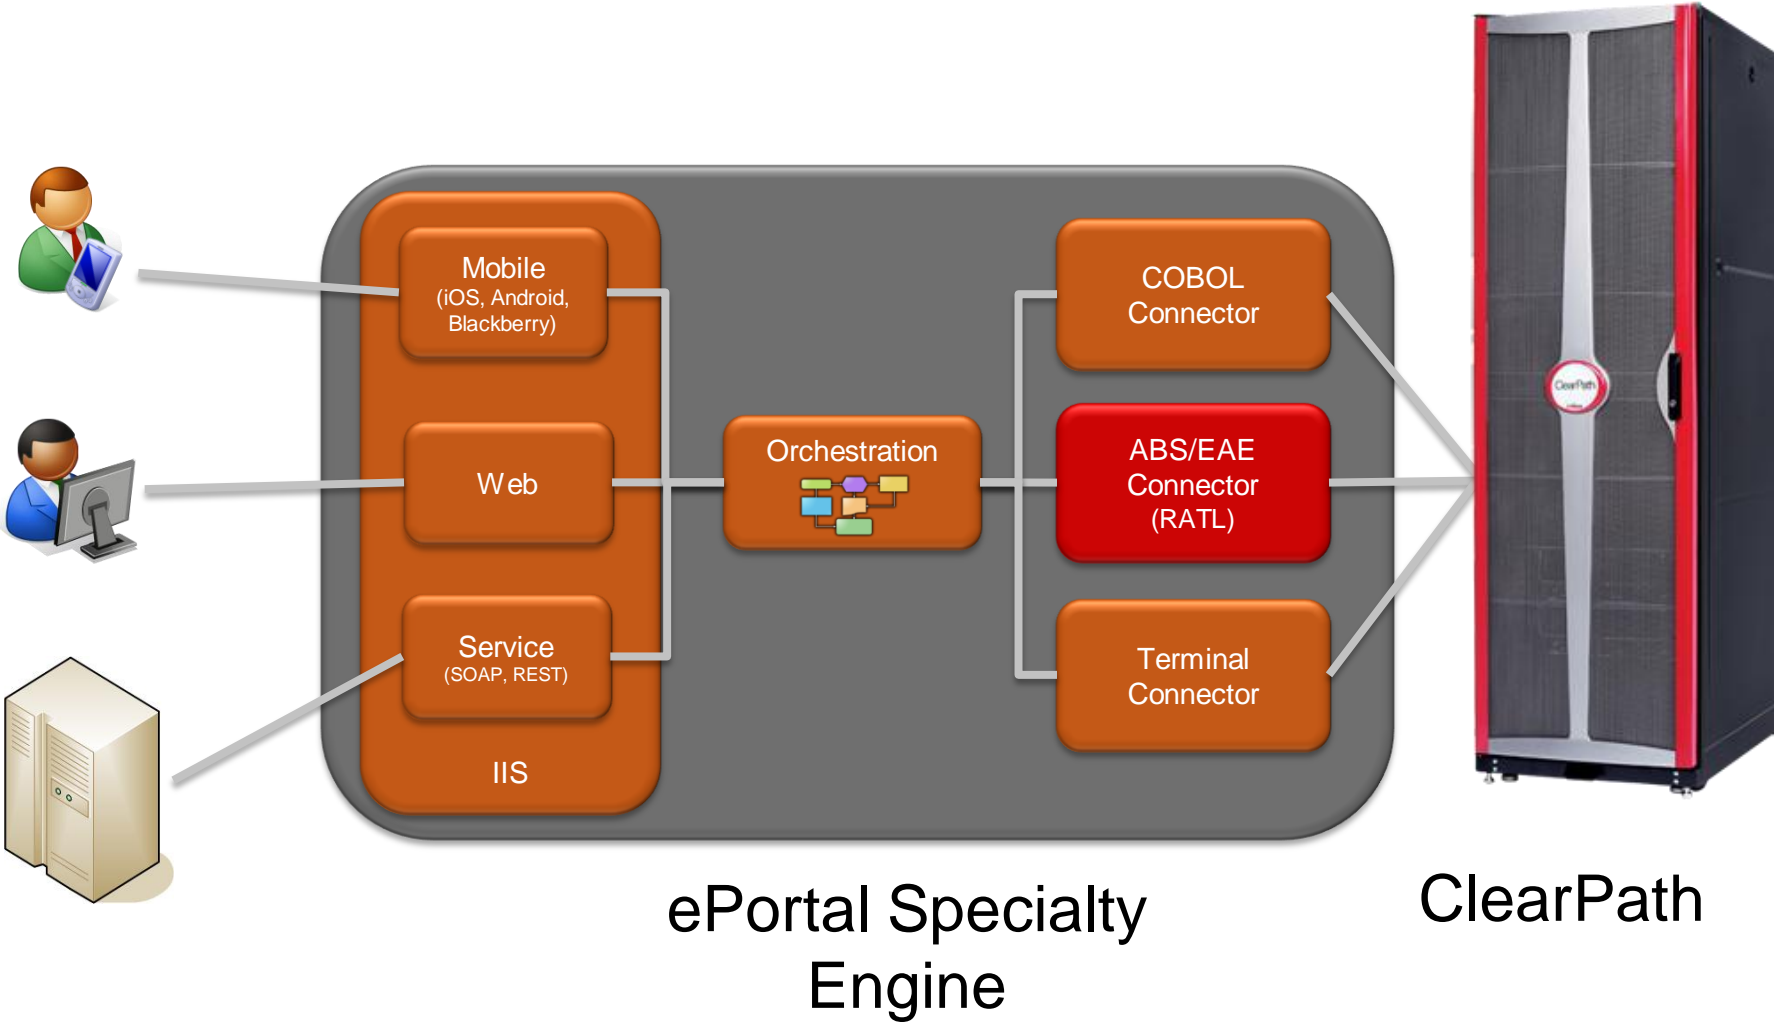 Mobile
(iOS, Android,
Blackberry)
Web
Service
(SOAP, REST)
IIS
Orchestration
COBOL
Connector
ABS/EAE
Connector
(RATL)
Terminal
Connector
ClearPath
ePortal Specialty
Engine
ClearPath